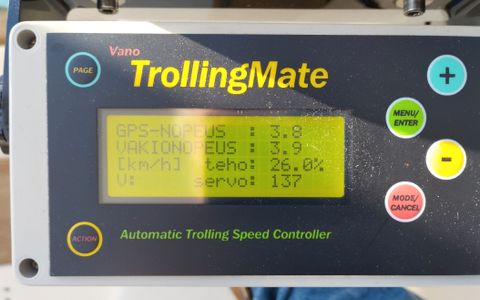 Vano
TrollingMate
PAGE
+
GPS-NOPEUS : 3.8
VAKIONOPEUS : 3.9
[km/h] teho: 26.0%
V: servo: 137
MENU/
ENTER
-
MODE/
CANCEL
ACTION
Automatic Trolling Speed Controller